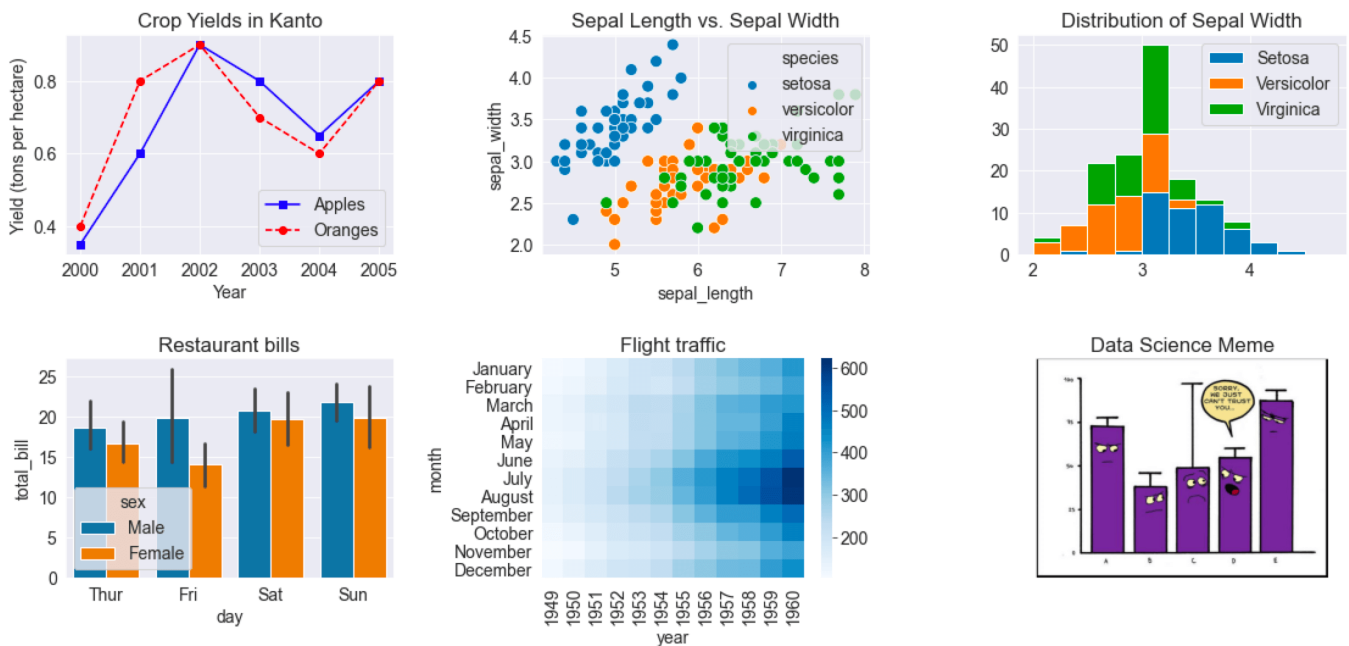 Crop Yields in Kanto
Yield (tons per hectare)
0.8
0.6
0.4
Apples
Oranges
2000 2001 2002 2003 2004 2005
Year
Sepal Length vs. Sepal Width
sepal_width
4.5
4.0
3.5
3.0
2.5
2.0
species
setosa
versicolor
virginica
5 6 7 8
sepal_length
Distribution of Sepal Width
50
40
30
20
10
0
Setosa
Versicolor
Virginica
2 3 4
Restaurant bills
total_bill
25
20
15
10
5
0
sex
Male
Female
Thur Fri Sat Sun
day
Flight traffic
month
January
February
March
April
May
June
July
August
September
October
November
December
1949 1950 1951 1952 1953 1954 1955 1956 1957 1958 1959 1960
year
600
500
400
300
200
Data Science Meme
SORRY,
WE JUST
CAN'T TRUST
YOU...
0
A B C D E